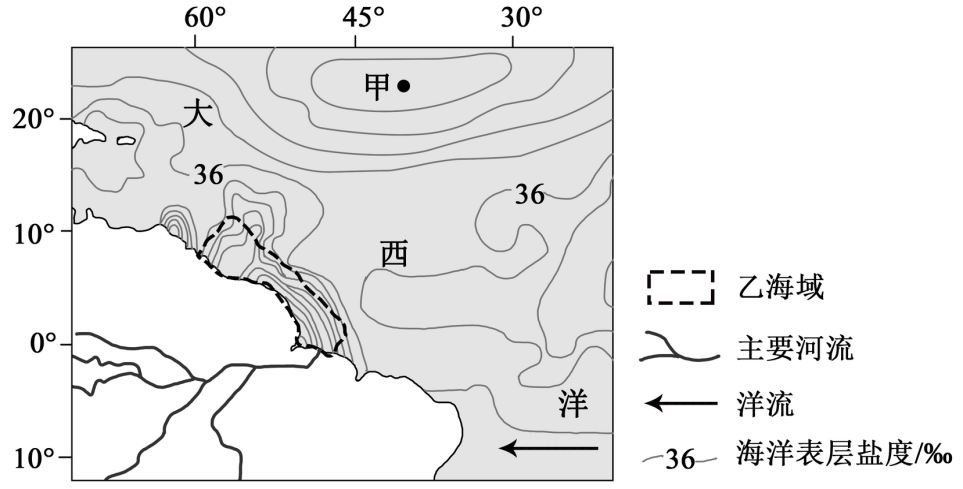 60° 45° 30°
甲
20°
大
36
36
10°
西
乙海域
0°
主要河流
洋
洋流
10°
36
海洋表层盐度/‰